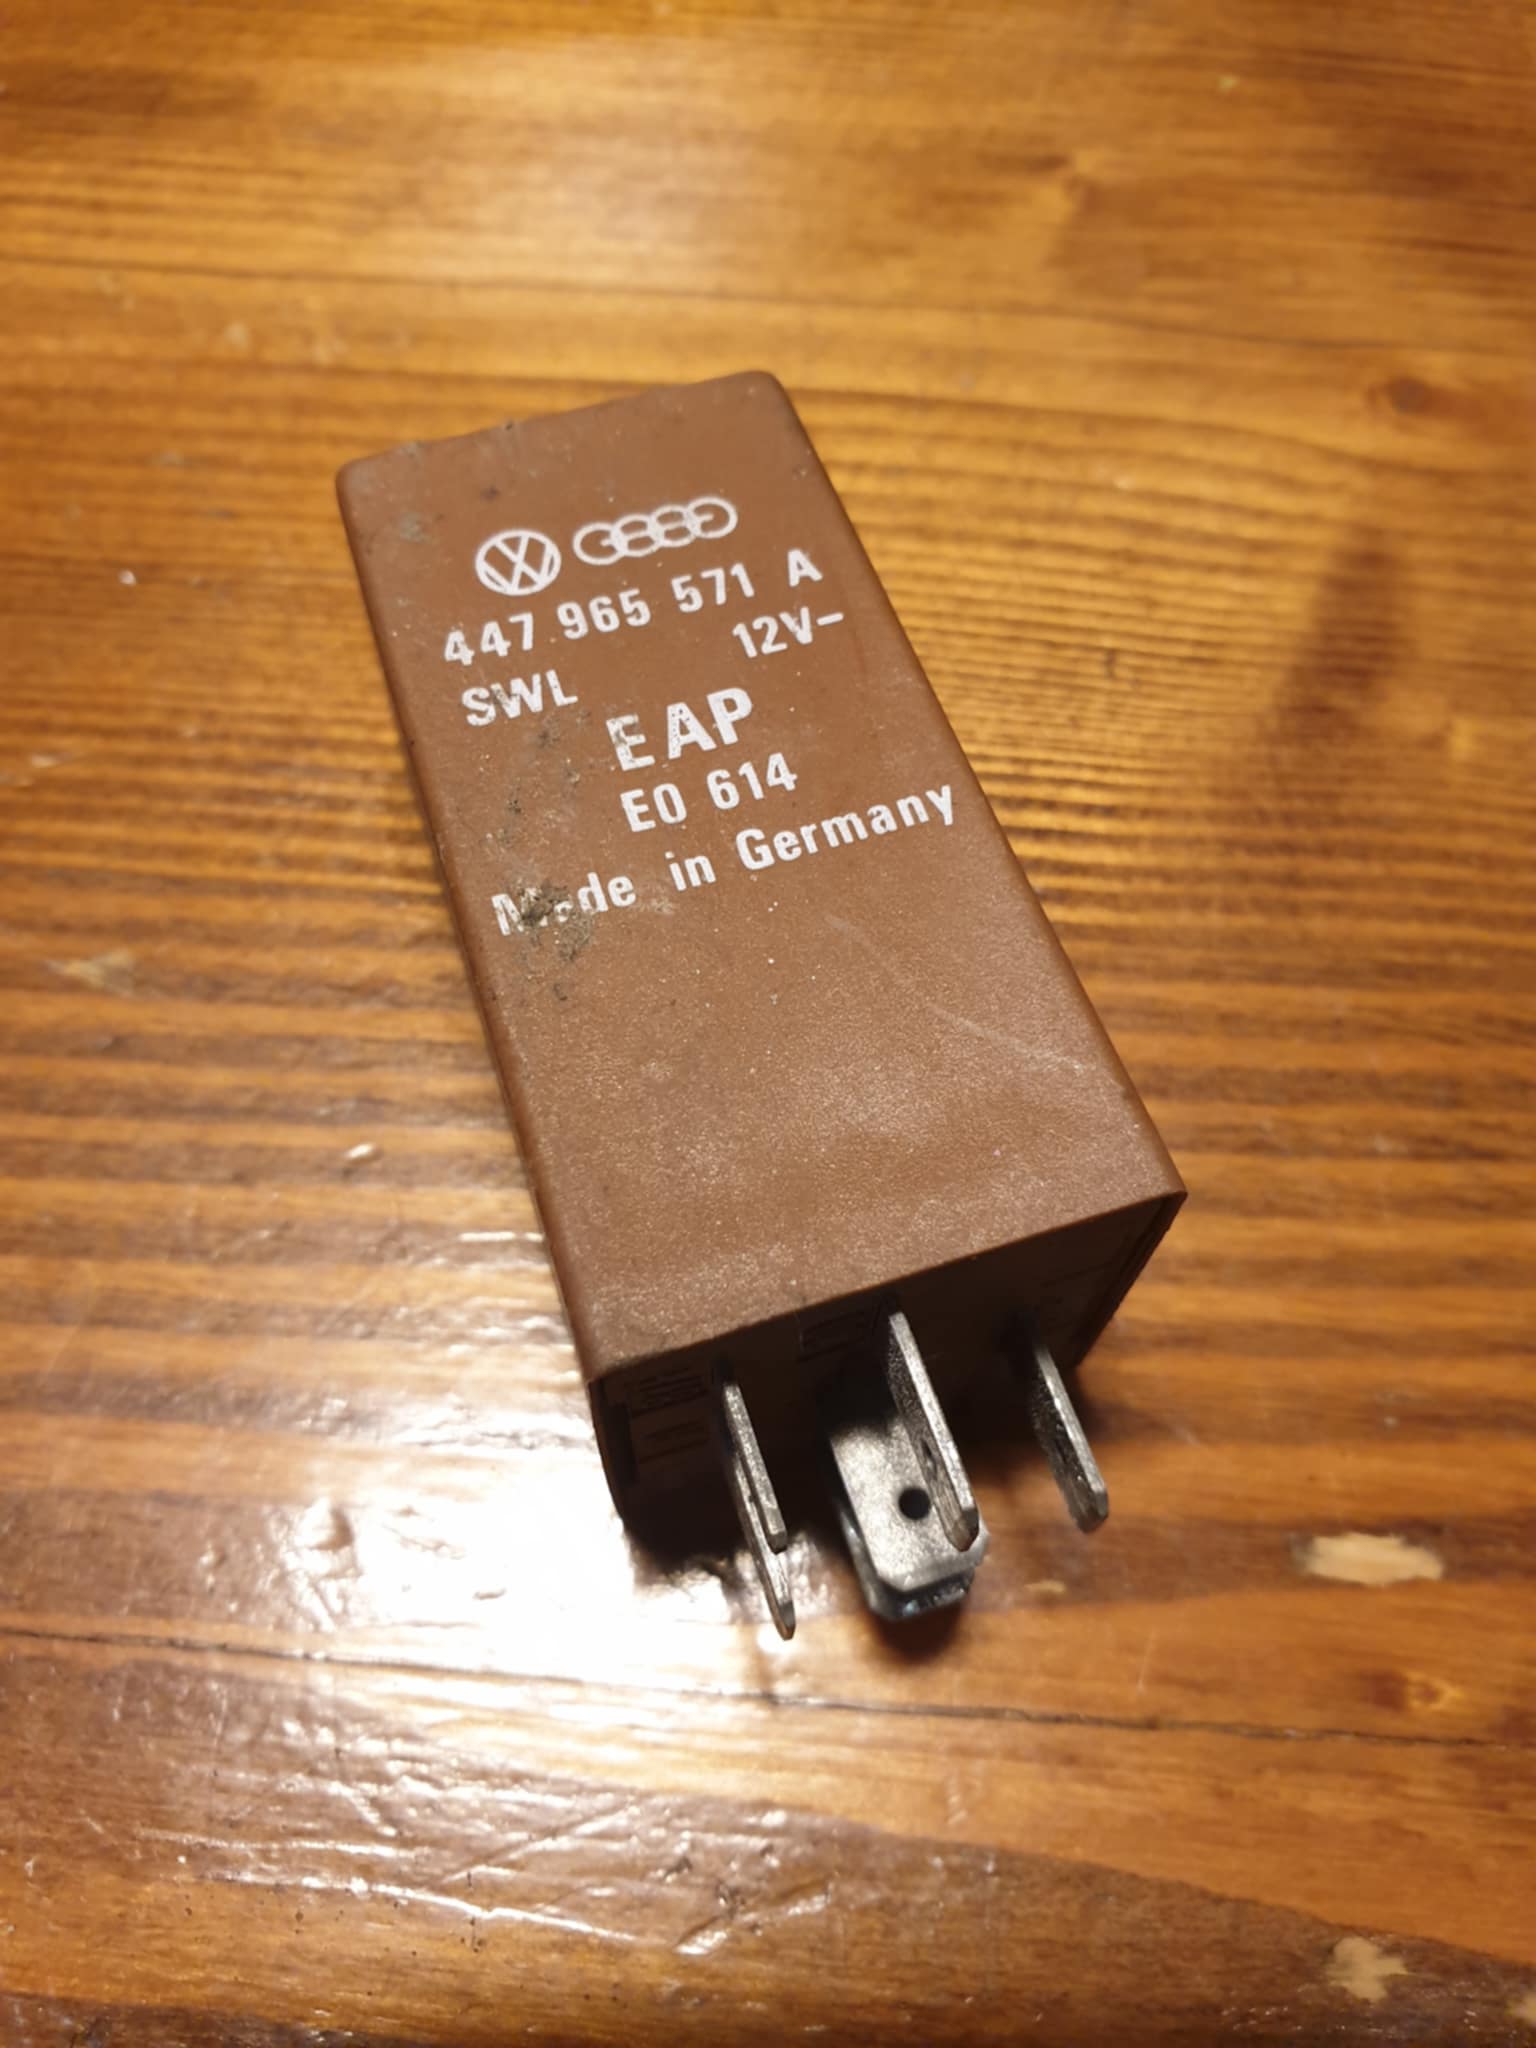 447 965 571 A
SWL 12V-
EAP
E0 614
Made in Germany